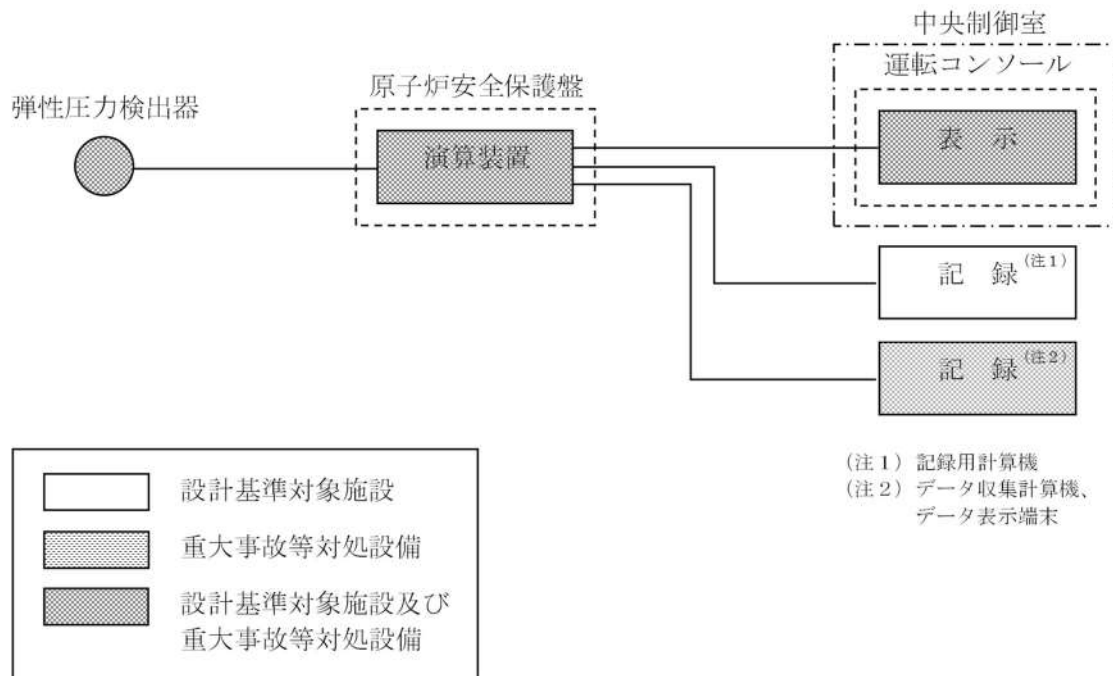 中央制御室
運転コンソール
原子炉安全保護盤
弾性圧力検出器
演算装置
表 示
記 録(注1)
記 録(注2)
(注1) 記録用計算機
(注2) データ収集計算機、
データ表示端末
設計基準対象施設
重大事故等対処設備
設計基準対象施設及び
重大事故等対処設備